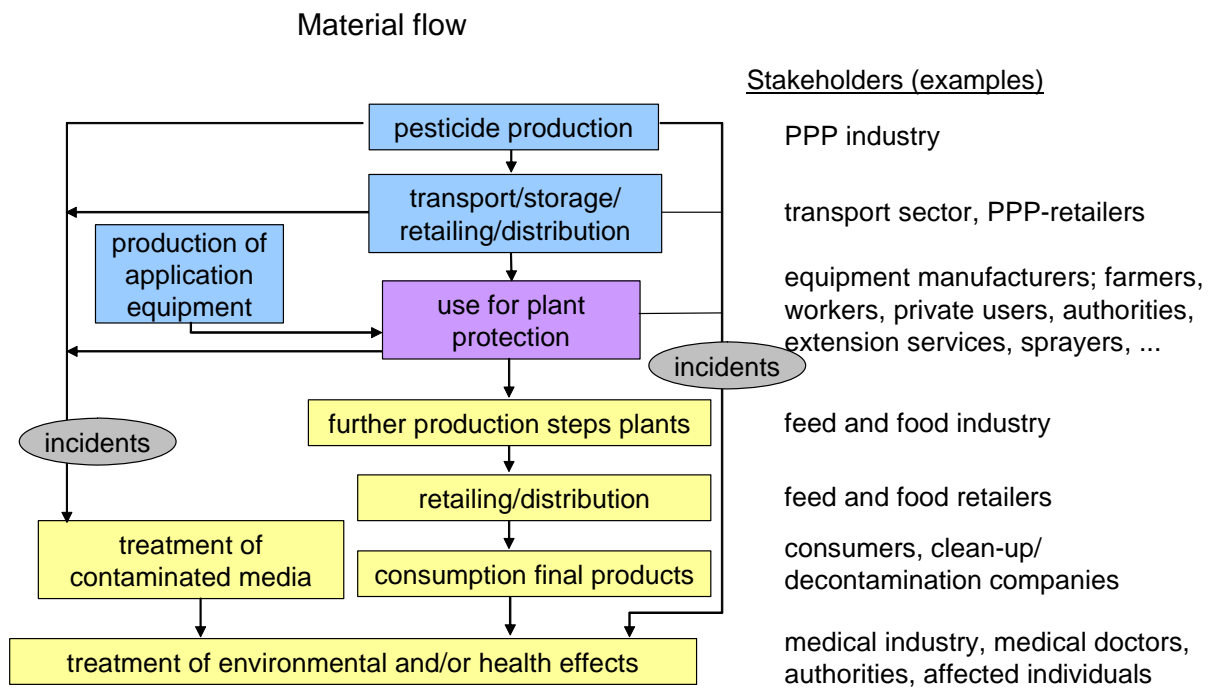 Material flow
Stakeholders (examples)
pesticide production
PPP industry
transport/storage/
retailing/distribution
transport sector, PPP-retailers
production of
application
equipment
use for plant
protection
equipment manufacturers; farmers,
workers, private users, authorities,
extension services, sprayers, ...
incidents
further production steps plants
feed and food industry
incidents
retailing/distribution
feed and food retailers
treatment of
contaminated media
consumption final products
consumers, clean-up/
decontamination companies
treatment of environmental and/or health effects
medical industry, medical doctors,
authorities, affected individuals